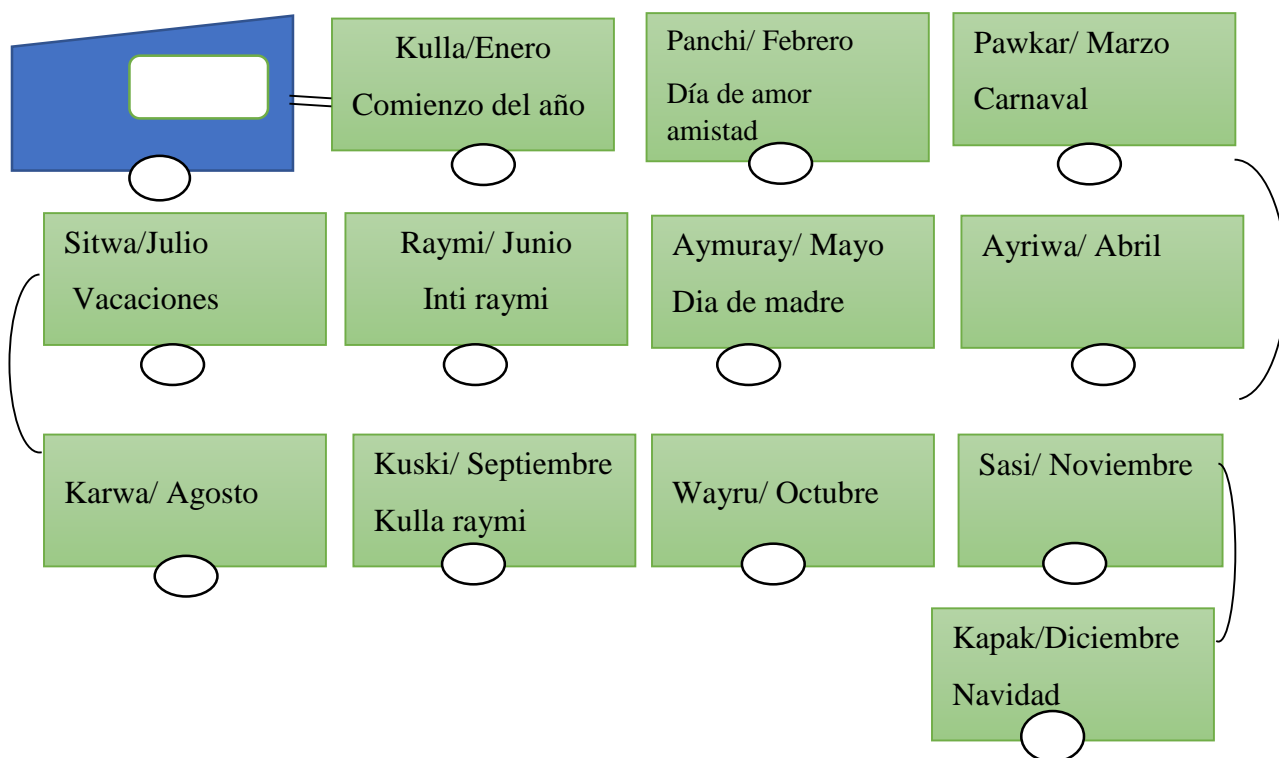 Kulla/Enero
Comienzo del año
Panchi/ Febrero
Día de amor
amistad
Pawkar/ Marzo
Carnaval
Ayriwa/ Abril
Aymuray/ Mayo
Dia de madre
Raymi/ Junio
Inti raymi
Sitwa/Julio
Vacaciones
Karwa/ Agosto
Kuski/ Septiembre
Kulla raymi
Wayru/ Octubre
Sasi/ Noviembre
Kapak/Diciembre
Navidad